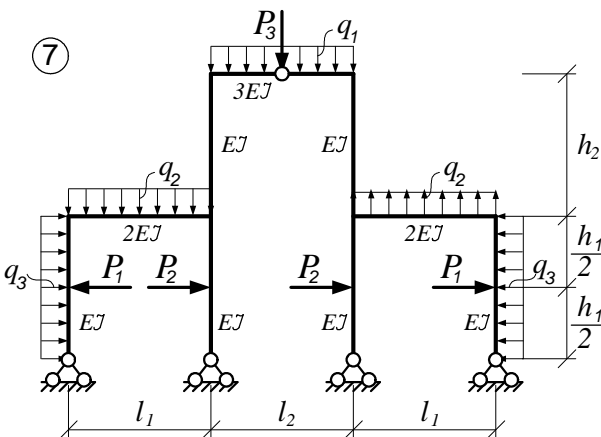 7
P₃
q₁
3EJ
EJ
EJ
h₂
q₂
q₂
2EJ
2EJ
q₃
P₁
P₂
P₂
P₁
q₃
h₁
2
EJ
EJ
EJ
EJ
h₁
2
l₁
l₂
l₁